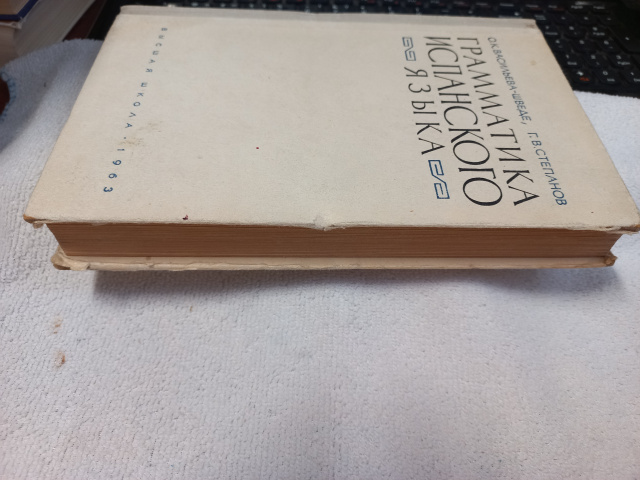 О.К.ВАСИЛЬЕВА-ШВЕДЕ, Г.В.СТЕПАНОВ
ГРАММАТИКА
ИСПАНСКОГО
ЯЗЫКА
ВЫСШАЯ ШКОЛА · 1963